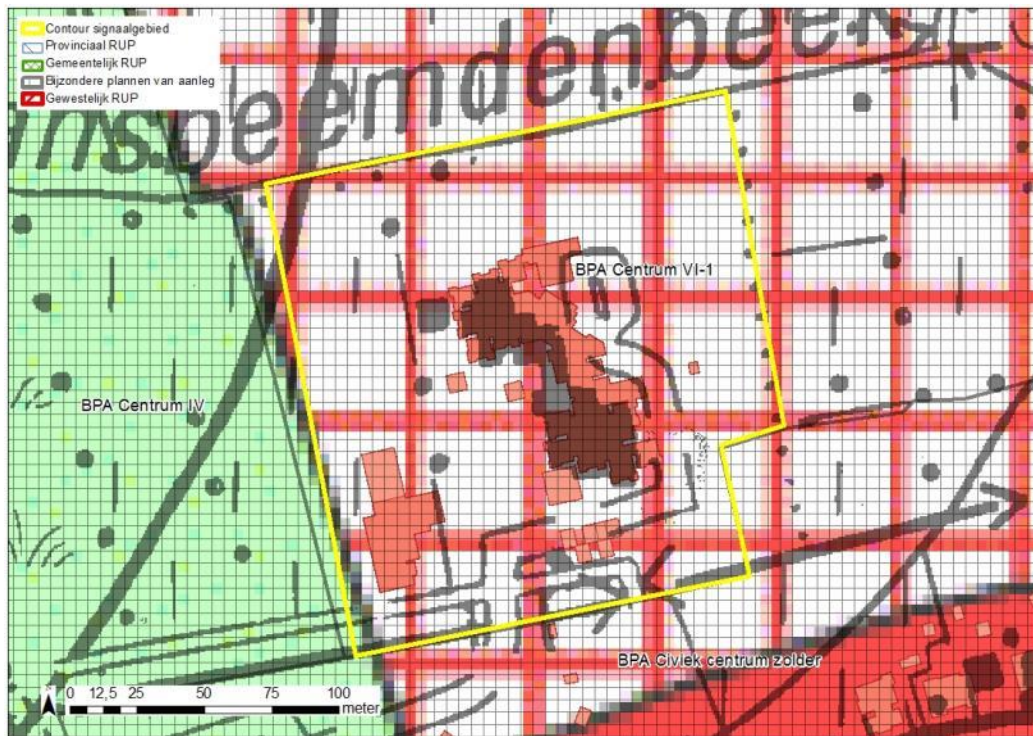 Contour signaalgebied
Provinciaal RUP
Gemeentelijk RUP
Bijzondere plannen van aanleg
Gewestelijk RUP
BPA Centrum VI-1
BPA Centrum IV
BPA Civiek centrum zolder
0 12,5 25 50 75 100
meter